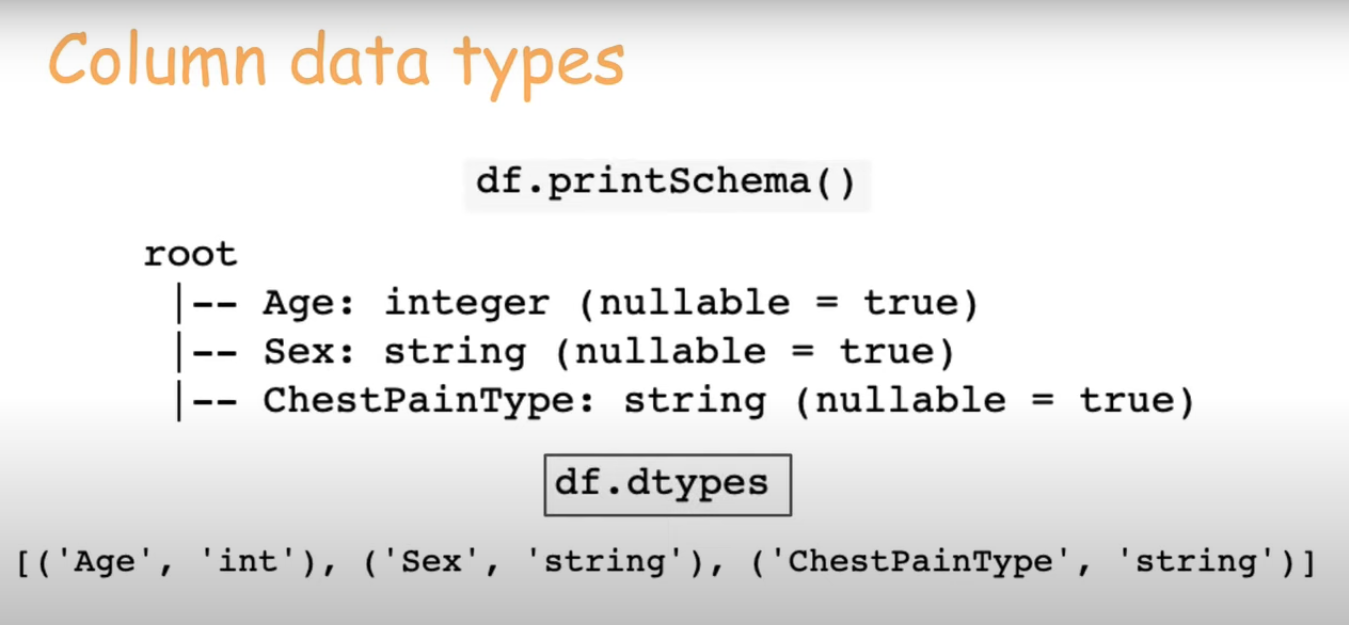 Column data types
df.printSchema()
root
|-- Age: integer (nullable = true)
|-- Sex: string (nullable = true)
|-- ChestPainType: string (nullable = true)
df.dtypes
[('Age', 'int'), ('Sex', 'string'), ('ChestPainType', 'string')]